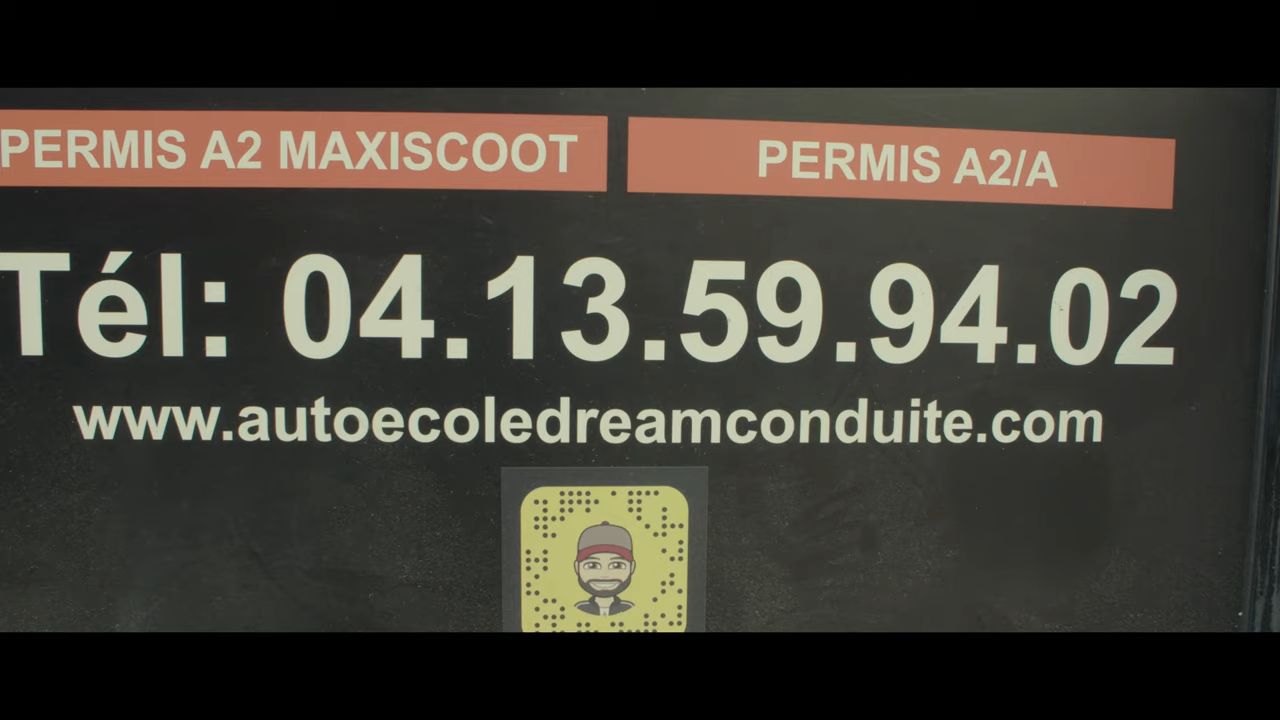 PERMIS A2 MAXISCOOT PERMIS A2/A
Tél: 04.13.59.94.02
www.autoecoledreamconduite.com